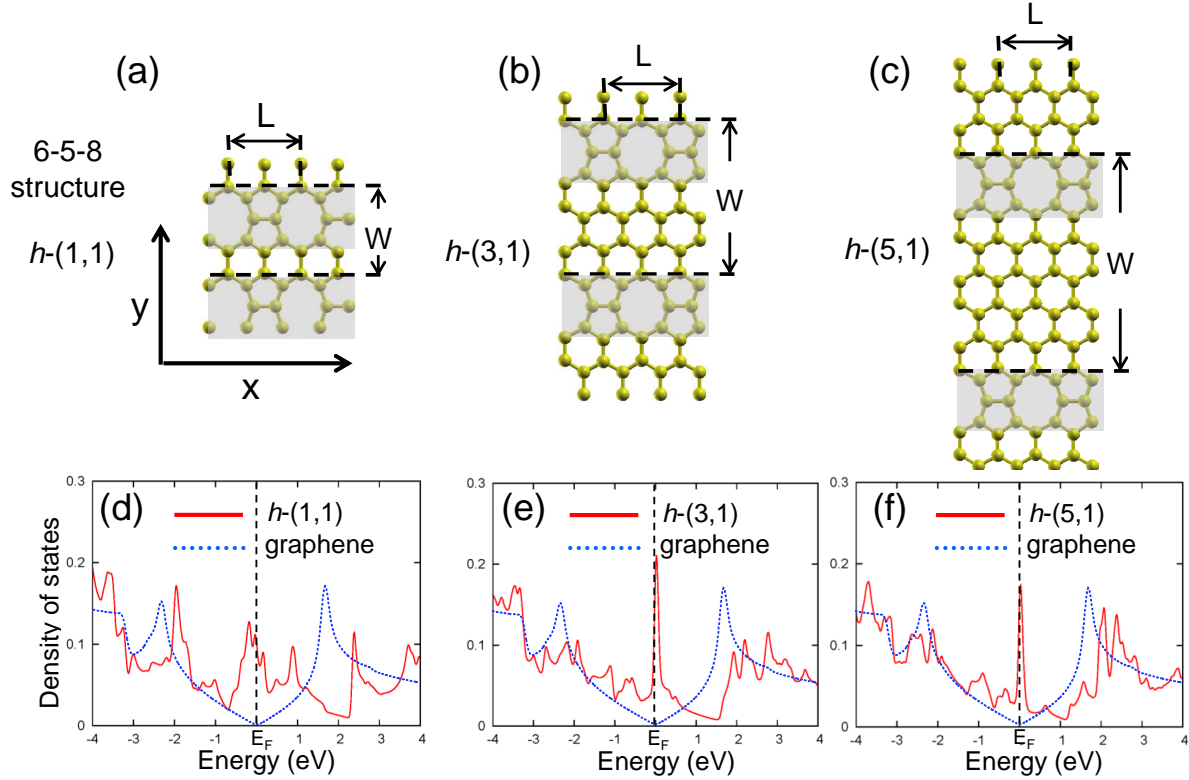 (a)
L
6-5-8
structure
h-(1,1)
W
y
x
(b)
L
h-(3,1)
W
(c)
L
h-(5,1)
W
(d)
h-(1,1)
graphene
Density of states
0.3
0.2
0.1
0
-4 -3 -2 -1 E_F 1 2 3 4
Energy (eV)
(e)
h-(3,1)
graphene
0.3
0.2
0.1
0
-4 -3 -2 -1 E_F 1 2 3 4
Energy (eV)
(f)
h-(5,1)
graphene
0.3
0.2
0.1
0
-4 -3 -2 -1 E_F 1 2 3 4
Energy (eV)